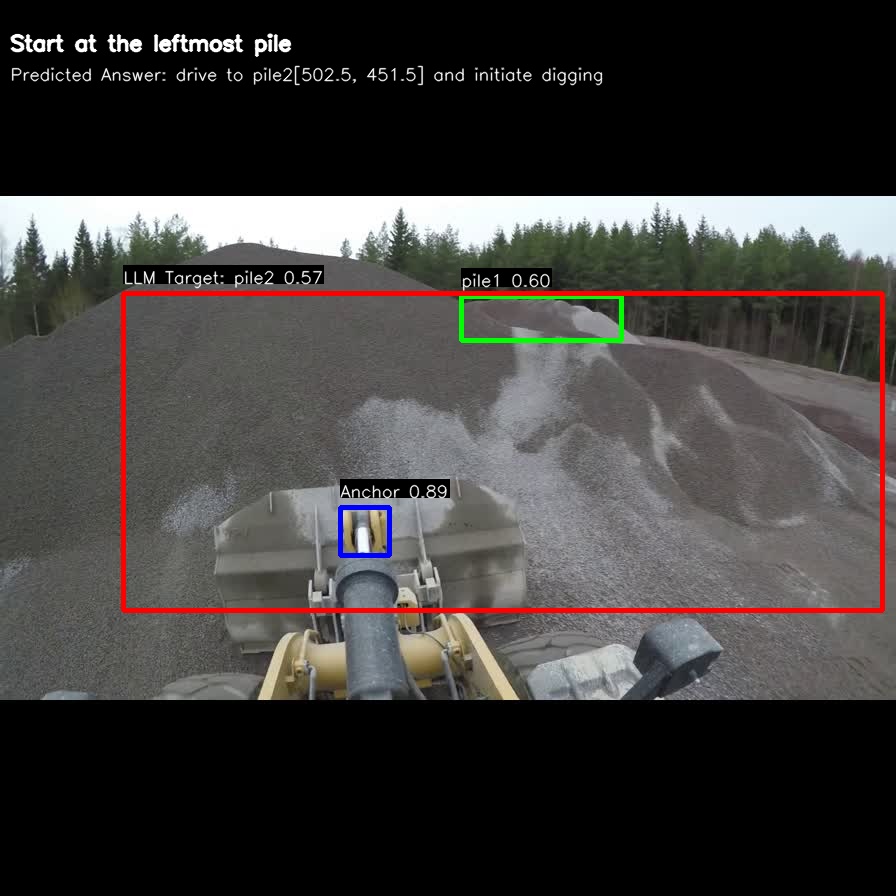 Start at the leftmost pile
Predicted Answer: drive to pile2[502.5, 451.5] and initiate digging
LLM Target: pile2 0.57
pile1 0.60
Anchor 0.89